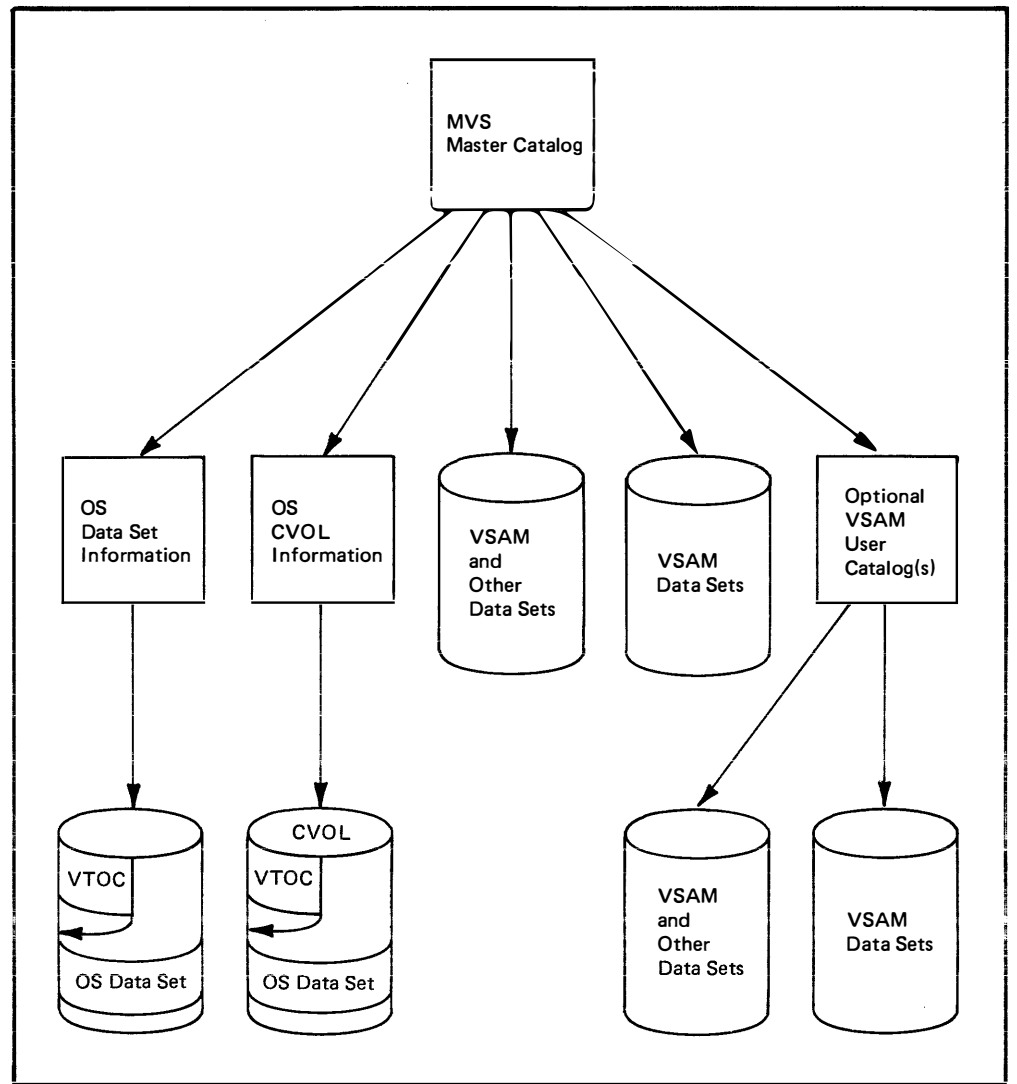 MVS
Master Catalog
OS
Data Set
Information
OS
CVOL
Information
VSAM
and
Other
Data Sets
VSAM
Data Sets
Optional
VSAM
User
Catalog(s)
VTOC
OS Data Set
CVOL
VTOC
OS Data Set
VSAM
and
Other
Data Sets
VSAM
Data Sets